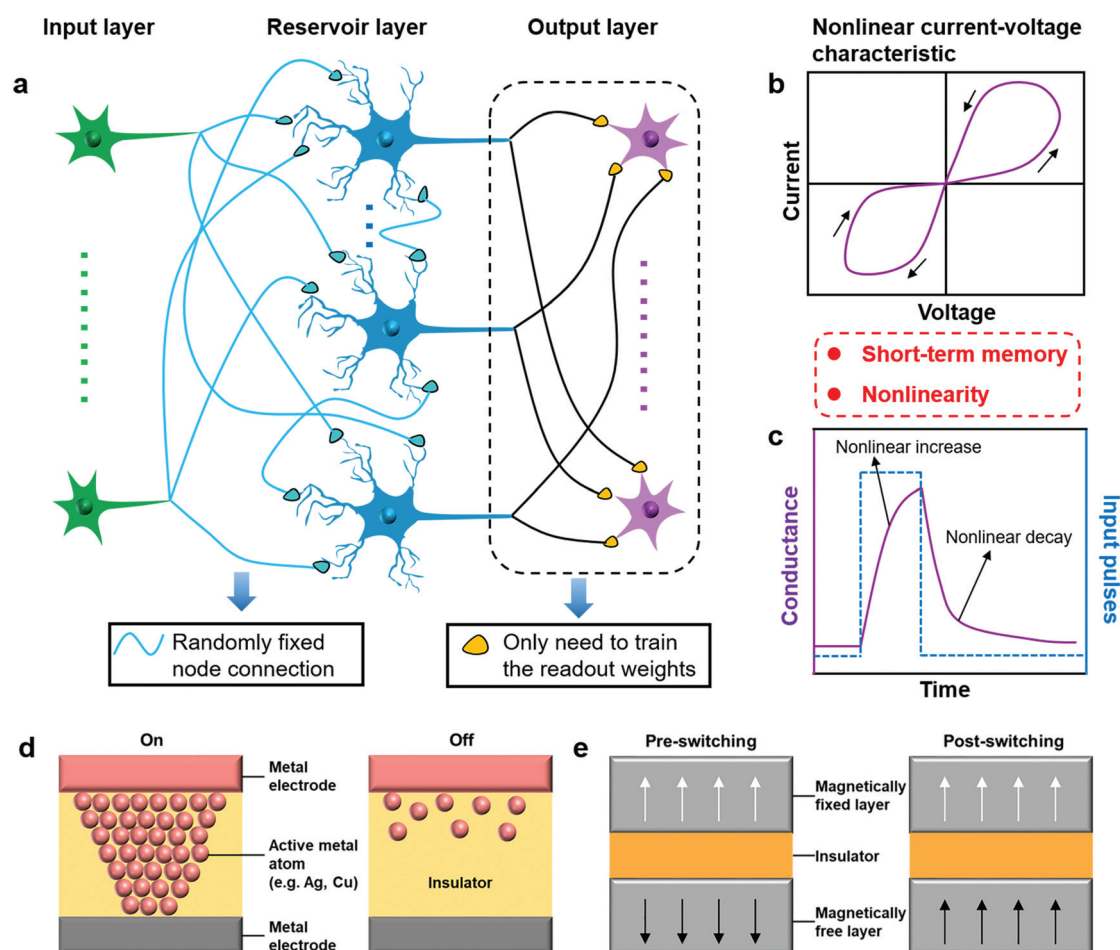 Input layer
Reservoir layer
Output layer
a
Randomly fixed
node connection
Only need to train
the readout weights
Nonlinear current-voltage
characteristic
b
Current
Voltage
Short-term memory
Nonlinearity
c
Nonlinear increase
Nonlinear decay
Conductance
Input pulses
Time
d
On
Off
Metal
electrode
Active metal
atom
(e.g. Ag, Cu)
Insulator
Metal
electrode
e
Pre-switching
Post-switching
Magnetically
fixed layer
Insulator
Magnetically
free layer